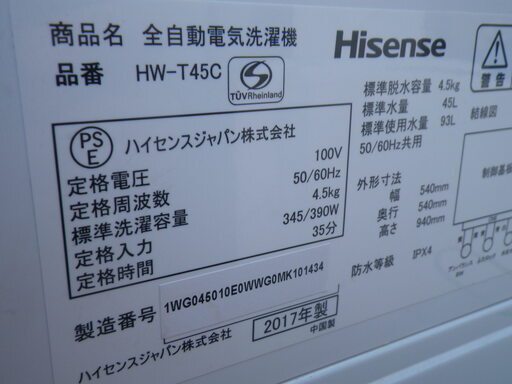 商品名 全自動電気洗濯機
品番 HW-T45C
TÜVRheinland
Hisense
警告
PS
E
ハイセンスジャパン株式会社
定格電圧 100V
定格周波数 50/60Hz
標準洗濯容量 4.5kg
定格入力 345/390W
定格時間 35分
標準脱水容量 4.5kg
標準水量 45L
標準使用水量 93L
50/60Hz共用
外形寸法
幅 540mm
奥行 540mm
高さ 940mm
防水等級 IPX4
結線図
制御基板
製造番号 1WG045010E0WWG0MK101434
2017年製
ハイセンスジャパン株式会社 中国製